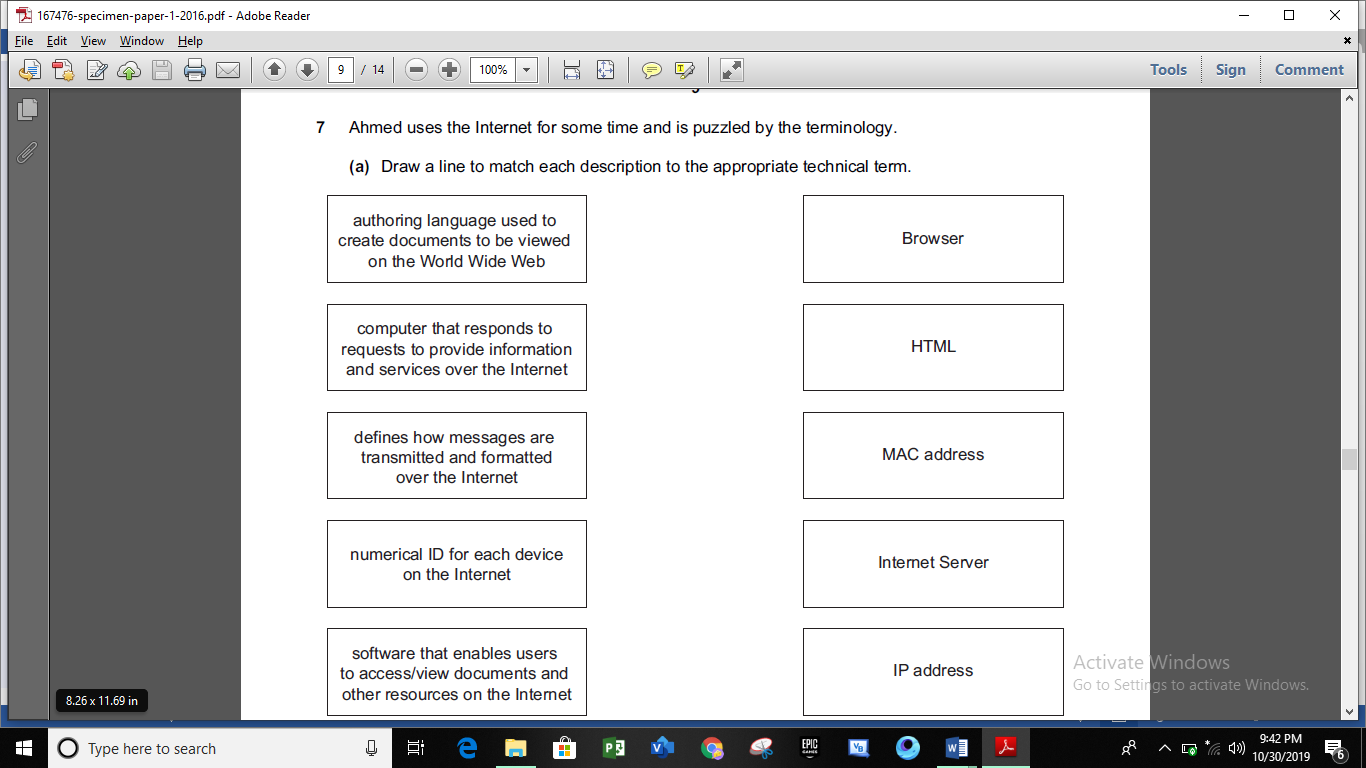 167476-specimen-paper-1-2016.pdf - Adobe Reader
File Edit View Window Help
9 / 14 100% Tools Sign Comment
7 Ahmed uses the Internet for some time and is puzzled by the terminology.
(a) Draw a line to match each description to the appropriate technical term.
authoring language used to
create documents to be viewed
on the World Wide Web
Browser
computer that responds to
requests to provide information
and services over the Internet
HTML
defines how messages are
transmitted and formatted
over the Internet
MAC address
numerical ID for each device
on the Internet
Internet Server
software that enables users
to access/view documents and
other resources on the Internet
IP address
Activate Windows
Go to Settings to activate Windows.
8.26 x 11.69 in
Type here to search
EPIC
GAMES
9:42 PM
10/30/2019
6